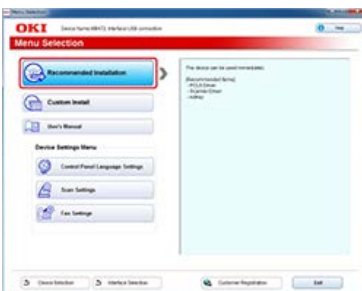 Menu Selection
OKI Device Name:MB472 Interface:USB connection
Menu Selection
Recommended Installation
Custom Install
User's Manual
Device Settings Menu
Control Panel Language Settings
Scan Settings
Fax Settings
The device can be used immediately.
[Recommended Items]
-PCL6 Driver
-Scanner Driver
-ActKey
Device Selection
Interface Selection
Customer Registration
Exit